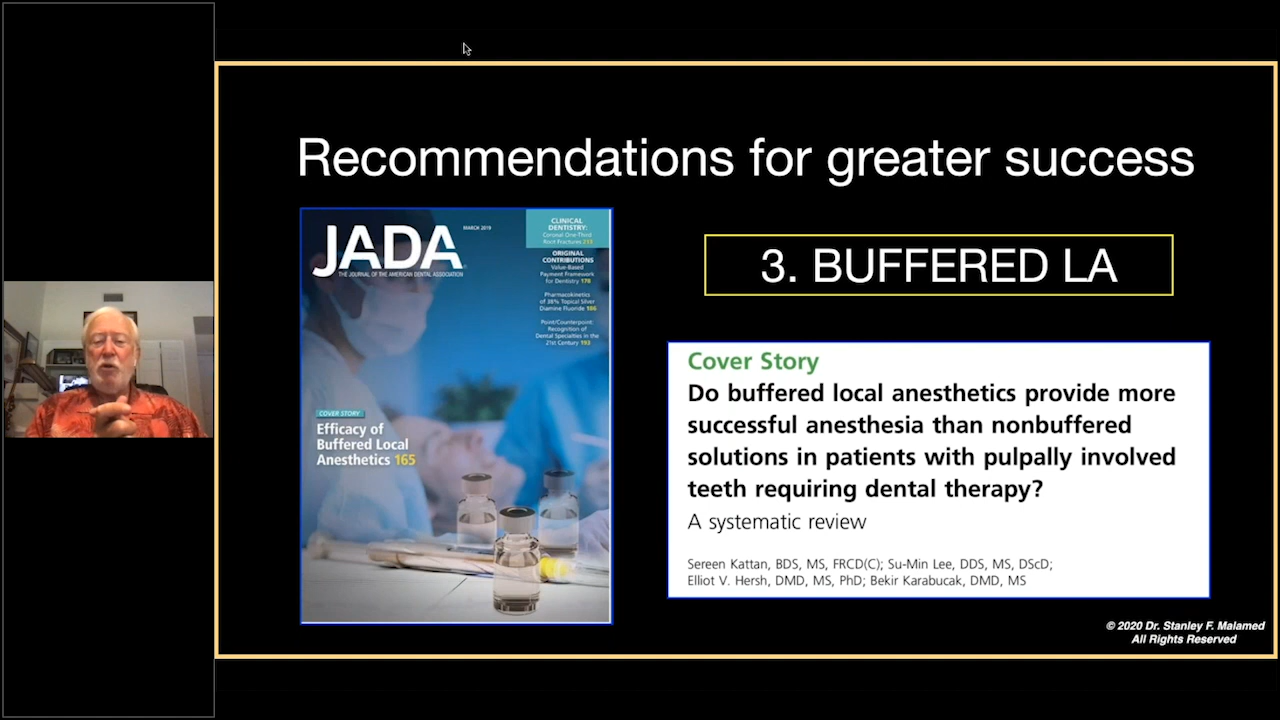 Recommendations for greater success
JADA
MARCH 2019
THE JOURNAL OF THE AMERICAN DENTAL ASSOCIATION
CLINICAL
DENTISTRY:
Cervical One-Third
Root Fractures 213
ORIGINAL
CONTRIBUTIONS
Value-Based
Payment Framework
for Dentistry 178
Pharmacokinetics
of 38% Topical Silver
Diamine Fluoride 186
Point/Counterpoint:
Recognition of
Dental Specialties in the
21st Century 193
COVER STORY
Efficacy of
Buffered Local
Anesthetics 165
3. BUFFERED LA
Cover Story
Do buffered local anesthetics provide more
successful anesthesia than nonbuffered
solutions in patients with pulpally involved
teeth requiring dental therapy?
A systematic review
Sereen Kattan, BDS, MS, FRCD(C); Su-Min Lee, DDS, MS, DScD;
Elliot V. Hersh, DMD, MS, PhD; Bekir Karabucak, DMD, MS
© 2020 Dr. Stanley F. Malamed
All Rights Reserved